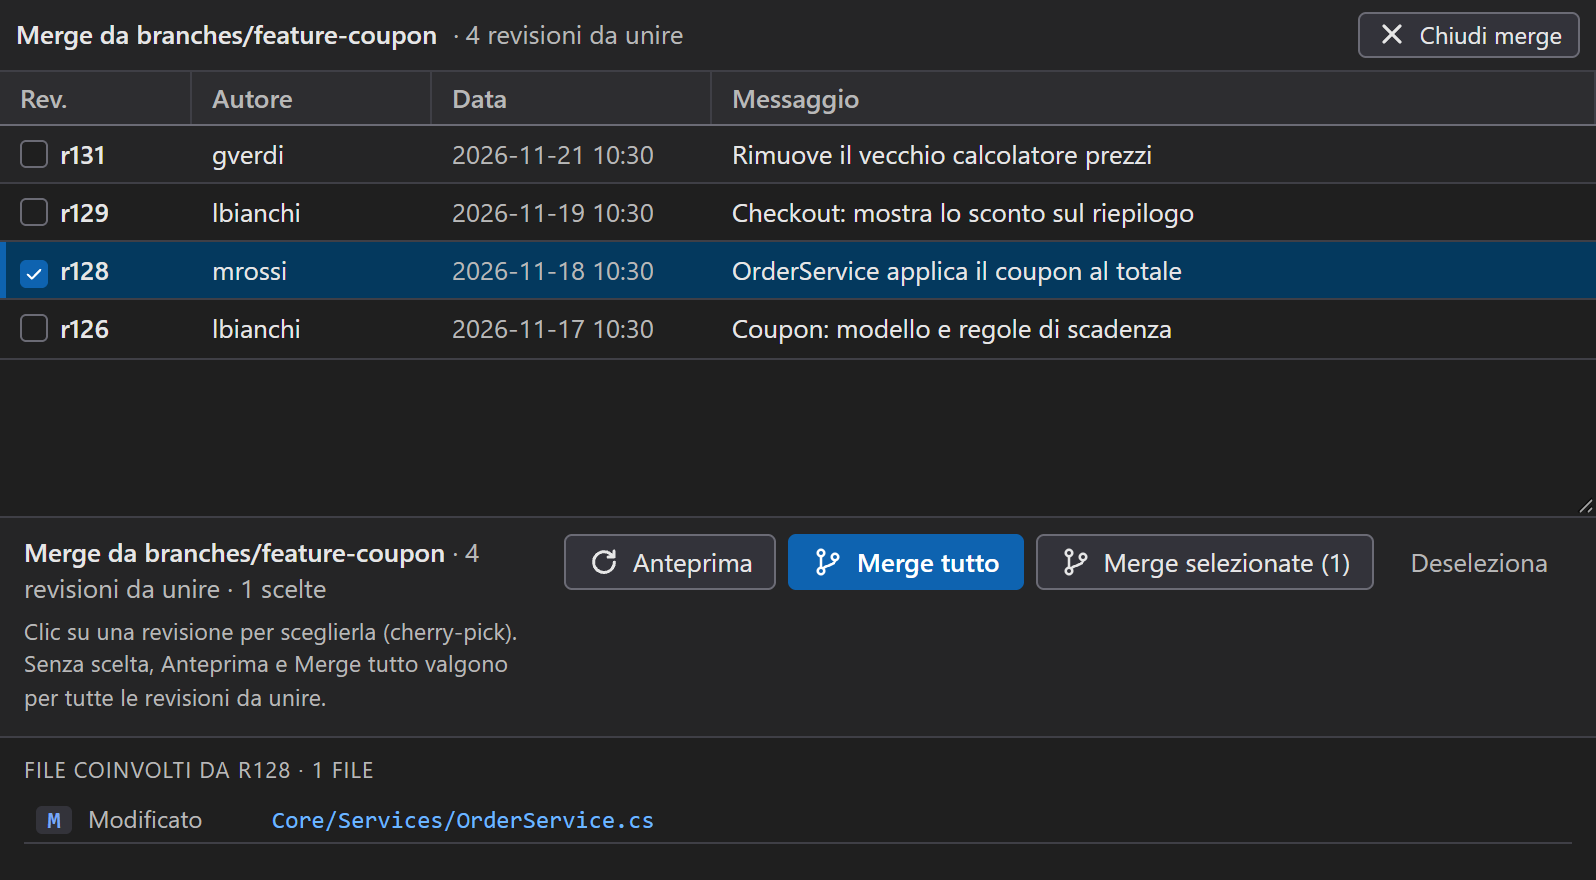 Merge da branches/feature-coupon · 4 revisioni da unire
Chiudi merge
Rev. Autore Data Messaggio
r131 gverdi 2026-11-21 10:30 Rimuove il vecchio calcolatore prezzi
r129 lbianchi 2026-11-19 10:30 Checkout: mostra lo sconto sul riepilogo
r128 mrossi 2026-11-18 10:30 OrderService applica il coupon al totale
r126 lbianchi 2026-11-17 10:30 Coupon: modello e regole di scadenza
Merge da branches/feature-coupon · 4
revisioni da unire · 1 scelte
Clic su una revisione per sceglierla (cherry-pick).
Senza scelta, Anteprima e Merge tutto valgono
per tutte le revisioni da unire.
Anteprima Merge tutto Merge selezionate (1) Deseleziona
FILE COINVOLTI DA R128 · 1 FILE
M Modificato Core/Services/OrderService.cs